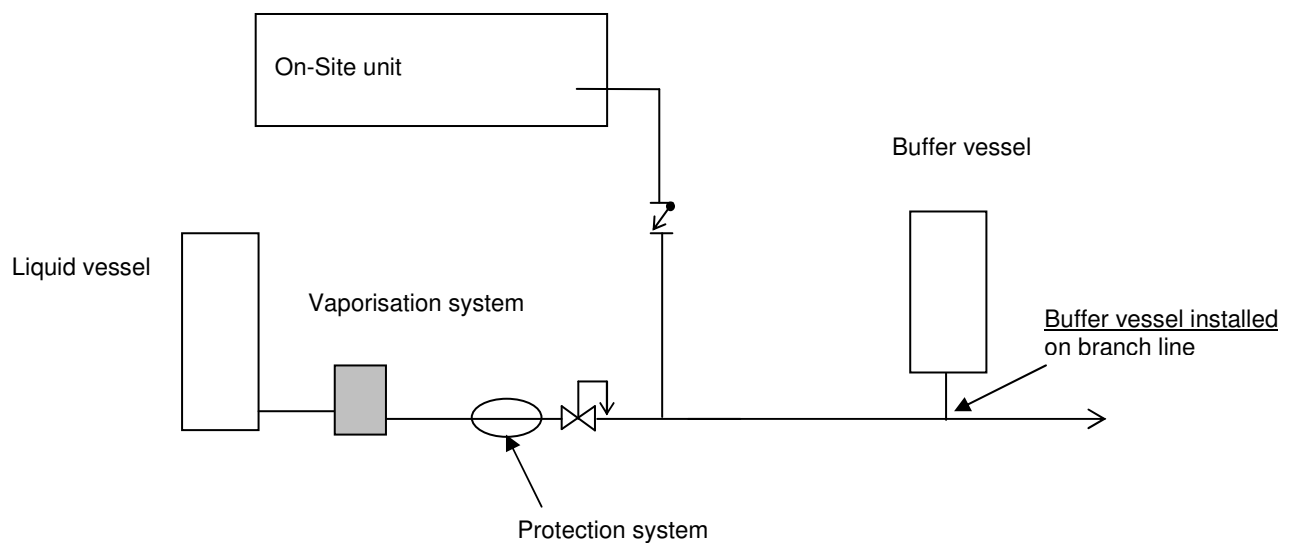 On-Site unit
Buffer vessel
Liquid vessel
Vaporisation system
Buffer vessel installed
on branch line
Protection system